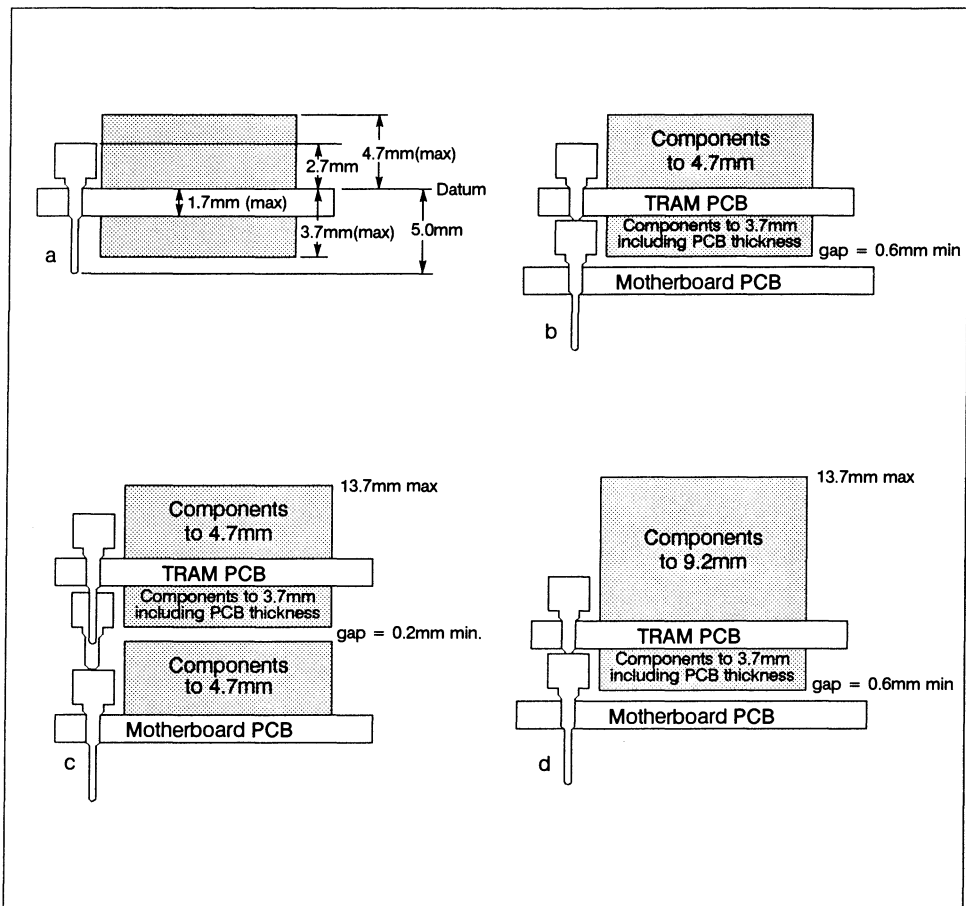 4.7mm(max)
2.7mm
Datum
1.7mm (max)
5.0mm
3.7mm(max)
a
Components
to 4.7mm
TRAM PCB
Components to 3.7mm
including PCB thickness
gap = 0.6mm min
Motherboard PCB
b
13.7mm max
Components
to 4.7mm
TRAM PCB
Components to 3.7mm
including PCB thickness
gap = 0.2mm min.
Components
to 4.7mm
Motherboard PCB
c
13.7mm max
Components
to 9.2mm
TRAM PCB
Components to 3.7mm
including PCB thickness
gap = 0.6mm min
Motherboard PCB
d